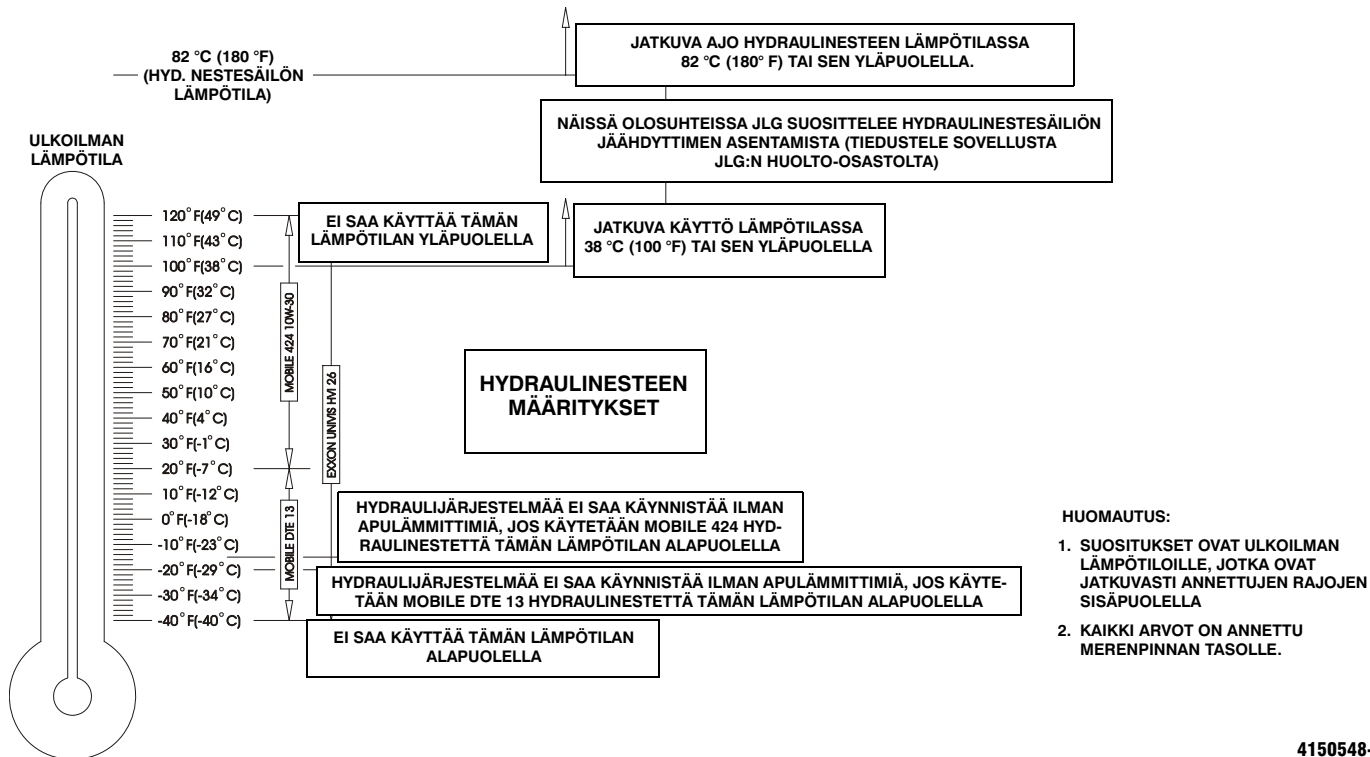 82 °C (180 °F)
(HYD. NESTESÄILÖN
LÄMPÖTILA)
JATKUVA AJO HYDRAULINESTEEN LÄMPÖTILASSA
82 °C (180° F) TAI SEN YLÄPUOLELLA.
NÄISSÄ OLOSUHTEISSA JLG SUOSITTELEE HYDRAULINESTESÄILIÖN
JÄÄHDYTTIMEN ASENTAMISTA (TIEDUSTELE SOVELLUSTA
JLG:N HUOLTO-OSASTOLTA)
ULKOILMAN
LÄMPÖTILA
EI SAA KÄYTTÄÄ TÄMÄN
LÄMPÖTILAN YLÄPUOLELLA
JATKUVA KÄYTTÖ LÄMPÖTILASSA
38 °C (100 °F) TAI SEN YLÄPUOLELLA
120° F(49° C)
110° F(43° C)
100° F(38° C)
90° F(32° C)
80° F(27° C)
70° F(21° C)
60° F(16° C)
50° F(10° C)
40° F(4° C)
30° F(-1° C)
20° F(-7° C)
10° F(-12° C)
0° F(-18° C)
-10° F(-23° C)
-20° F(-29° C)
-30° F(-34° C)
-40° F(-40° C)
MOBILE 424 10W-30
MOBILE DTE 13
EXXON UNIVIS HVI 26
HYDRAULINESTEEN
MÄÄRITYKSET
HYDRAULIJÄRJESTELMÄÄ EI SAA KÄYNNISTÄÄ ILMAN
APULÄMMITTIMIÄ, JOS KÄYTETÄÄN MOBILE 424 HYD-
RAULINESTETTÄ TÄMÄN LÄMPÖTILAN ALAPUOLELLA
HYDRAULIJÄRJESTELMÄÄ EI SAA KÄYNNISTÄÄ ILMAN APULÄMMITTIMIÄ, JOS KÄYTE-
TÄÄN MOBILE DTE 13 HYDRAULINESTETTÄ TÄMÄN LÄMPÖTILAN ALAPUOLELLA
EI SAA KÄYTTÄÄ TÄMÄN LÄMPÖTILAN
ALAPUOLELLA
HUOMAUTUS:
1. SUOSITUKSET OVAT ULKOILMAN
LÄMPÖTILOILLE, JOTKA OVAT
JATKUVASTI ANNETTUJEN RAJOJEN
SISÄPUOLELLA
2. KAIKKI ARVOT ON ANNETTU
MERENPINNAN TASOLLE.
4150548-